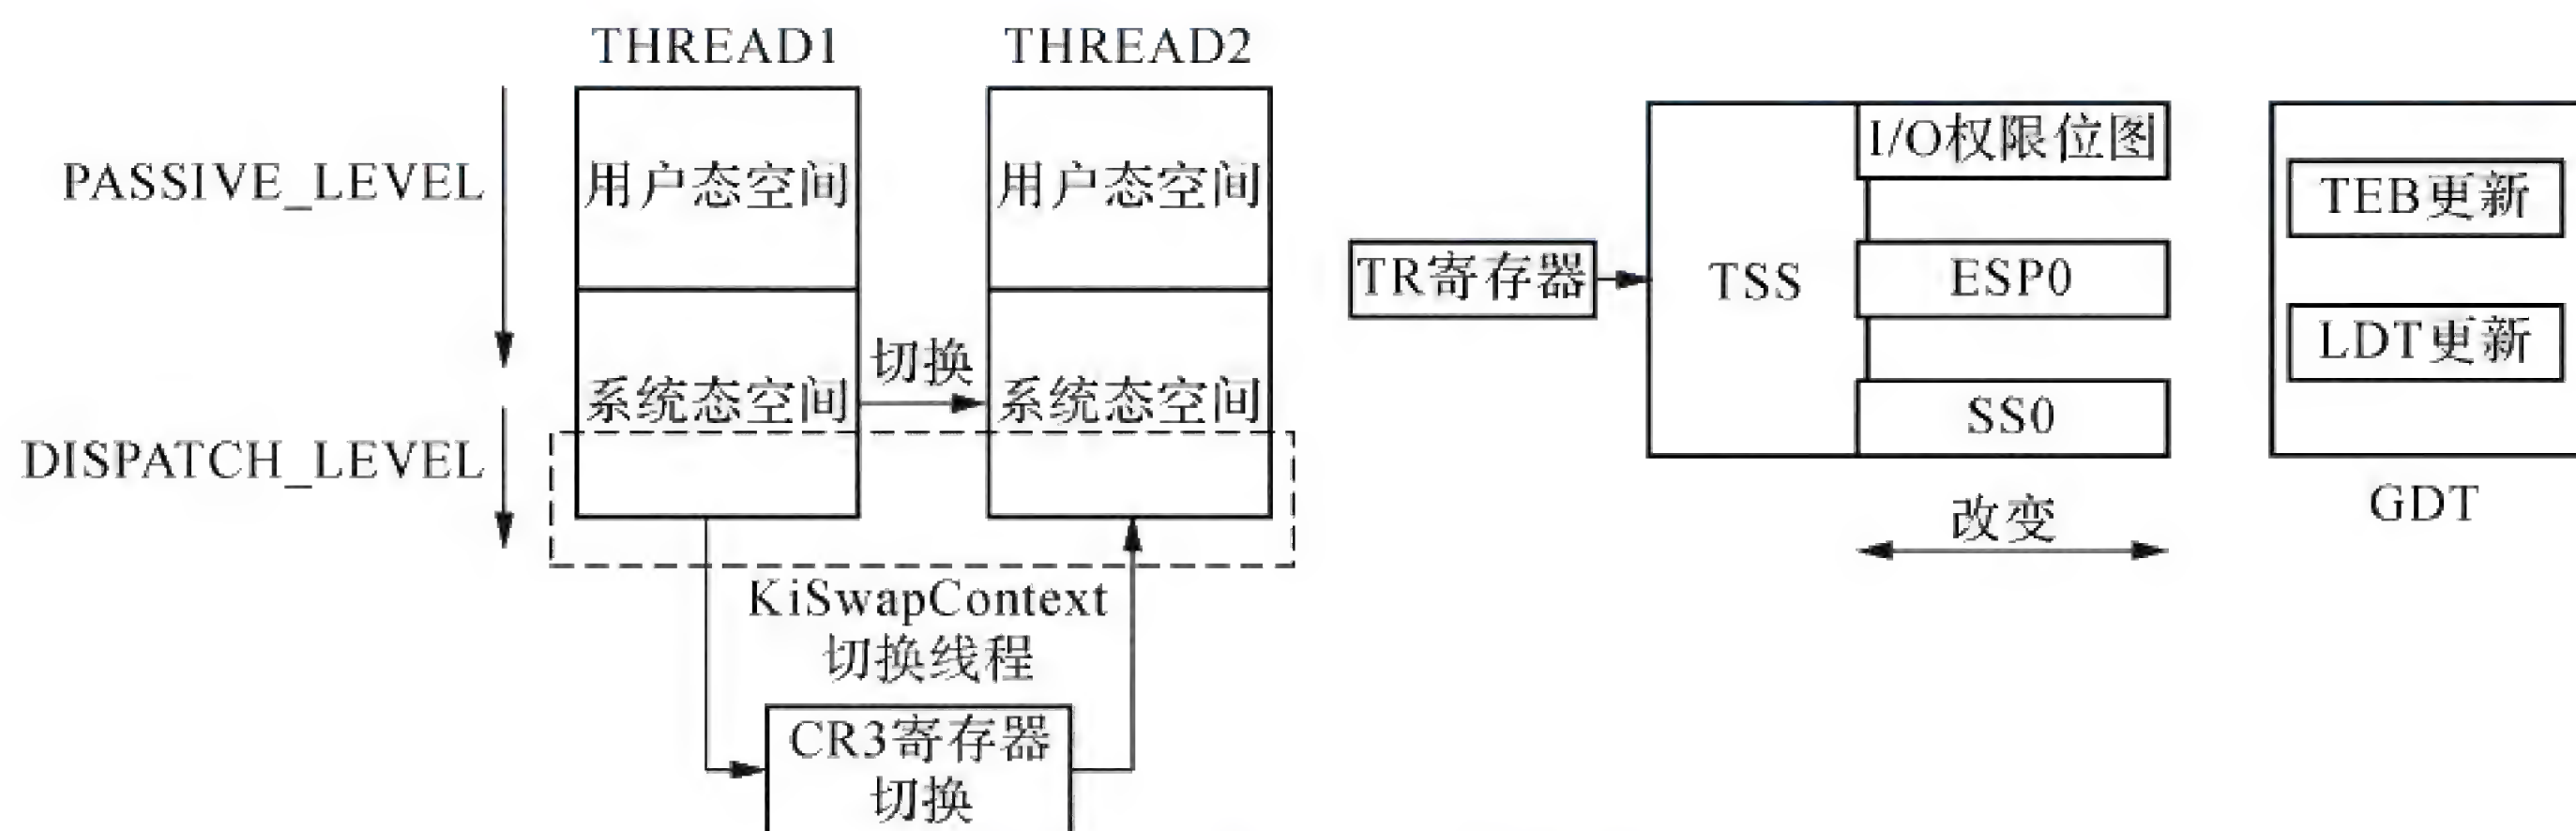 THREAD1
THREAD2
PASSIVE_LEVEL
用户态空间
用户态空间
DISPATCH_LEVEL
系统态空间
切换
系统态空间
KiSwapContext
切换线程
CR3寄存器
切换
TR寄存器
TSS
I/O权限位图
ESP0
SS0
改变
TEB更新
LDT更新
GDT